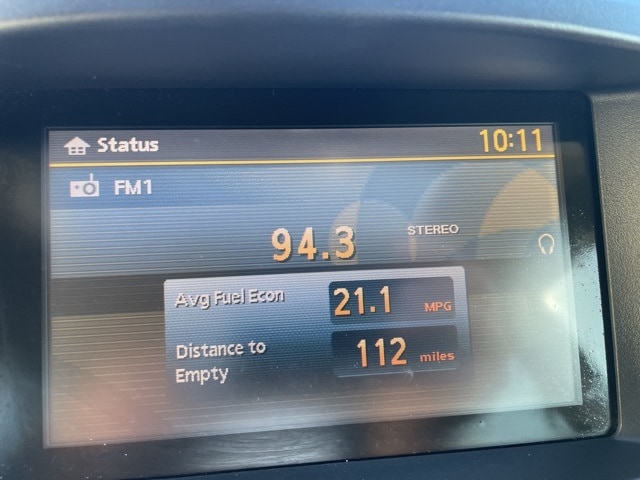 Status 10:11
FM1
94.3 STEREO
Avg Fuel Econ 21.1 MPG
Distance to 112 miles
Empty